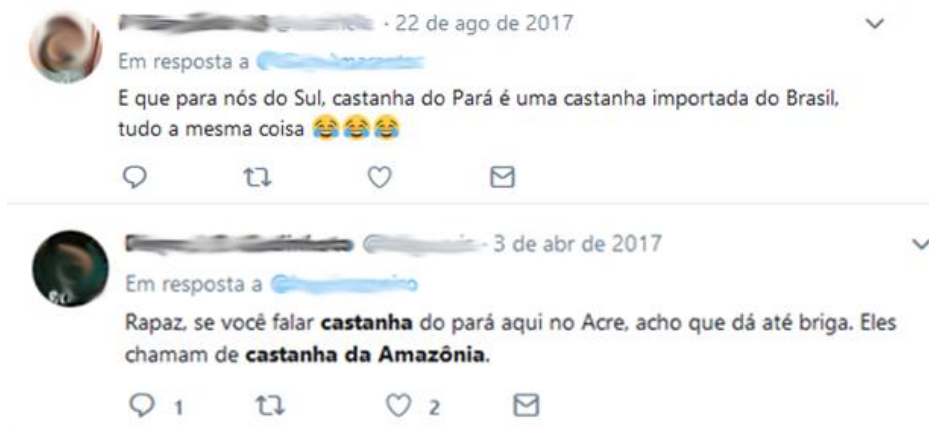 · 22 de ago de 2017
Em resposta a
E que para nós do Sul, castanha do Pará é uma castanha importada do Brasil,
tudo a mesma coisa 😂😂😂
· 3 de abr de 2017
Em resposta a
Rapaz, se você falar castanha do pará aqui no Acre, acho que dá até briga. Eles
chamam de castanha da Amazônia.
1 2